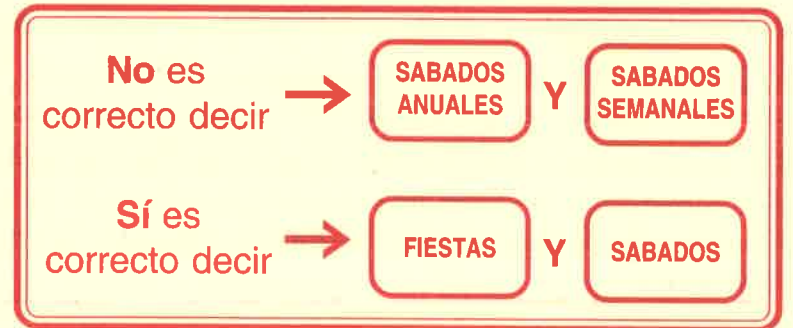 No es
correcto decir → SABADOS ANUALES Y SABADOS SEMANALES
Sí es
correcto decir → FIESTAS Y SABADOS